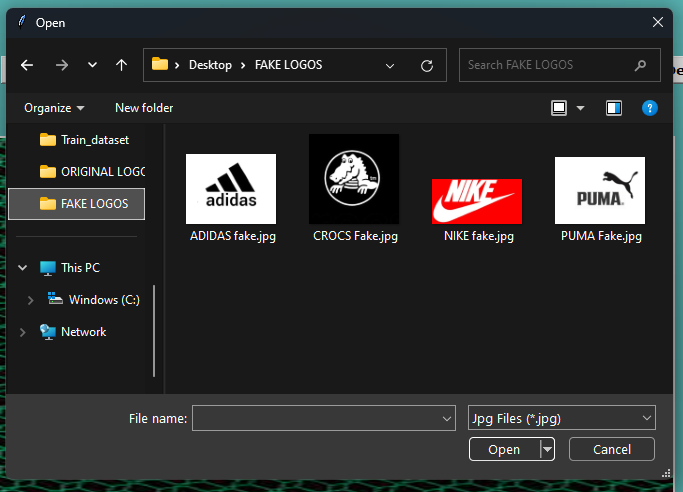 Open
Desktop
FAKE LOGOS
Search FAKE LOGOS
Organize
New folder
Train_dataset
ORIGINAL LOGO
FAKE LOGOS
This PC
Windows (C:)
Network
adidas
ADIDAS fake.jpg
CROCS Fake.jpg
NIKE
NIKE fake.jpg
PUMA
PUMA Fake.jpg
File name:
Jpg Files (*.jpg)
Open
Cancel